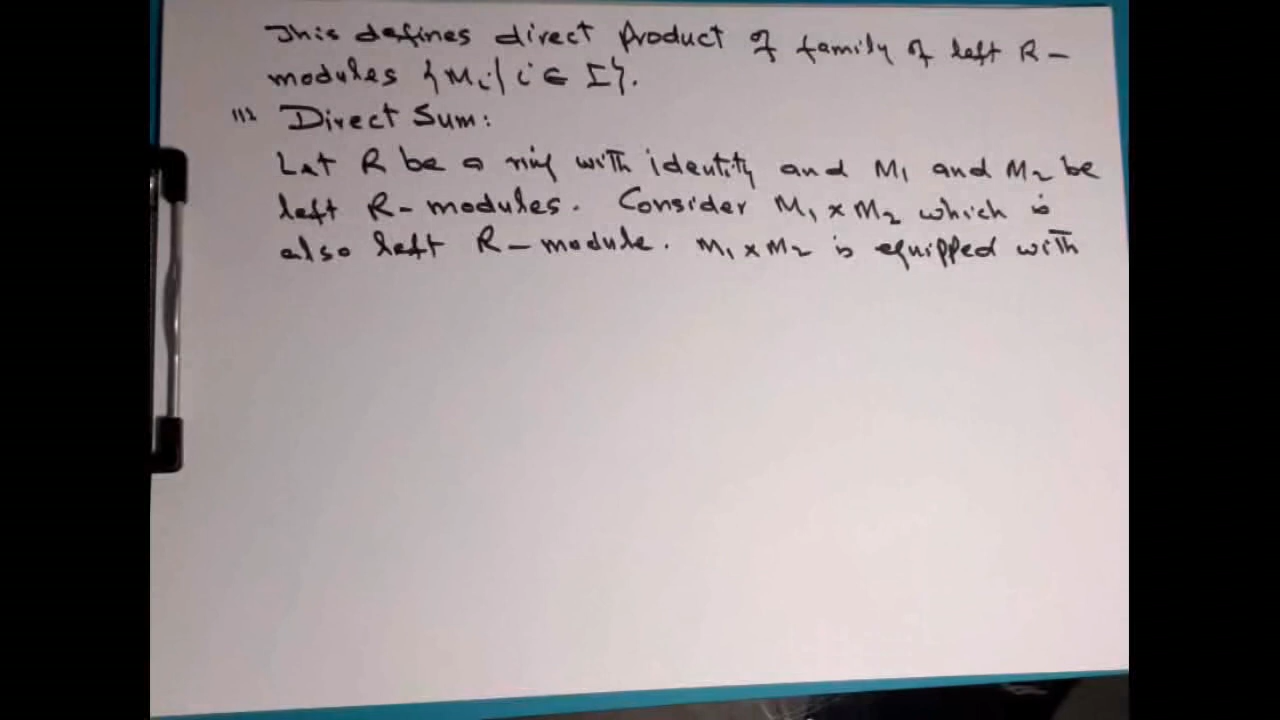 This defines direct product of family of left R-
modules {Mi | i ∈ I}.
112 Direct Sum:
Let R be a ring with identity and M₁ and M₂ be
left R-modules. Consider M₁ × M₂ which is
also left R-module. M₁ × M₂ is equipped with